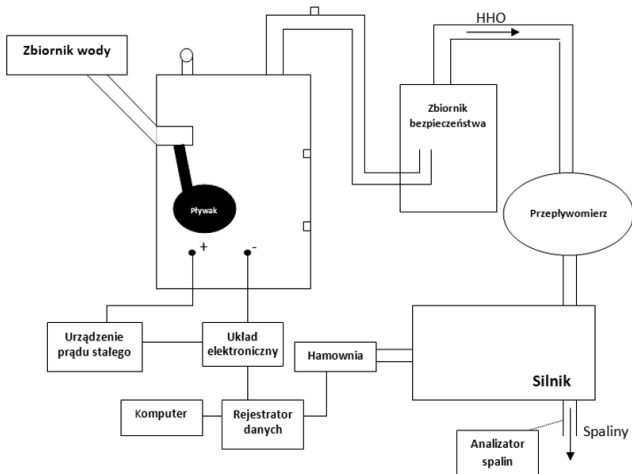 HHO
Zbiornik wody
Zbiornik
bezpieczeństwa
Pływak
Przepływomierz
+ -
Urządzenie
prądu stałego
Układ
elektroniczny
Hamownia
Silnik
Komputer
Rejestrator
danych
Spaliny
Analizator
spalin